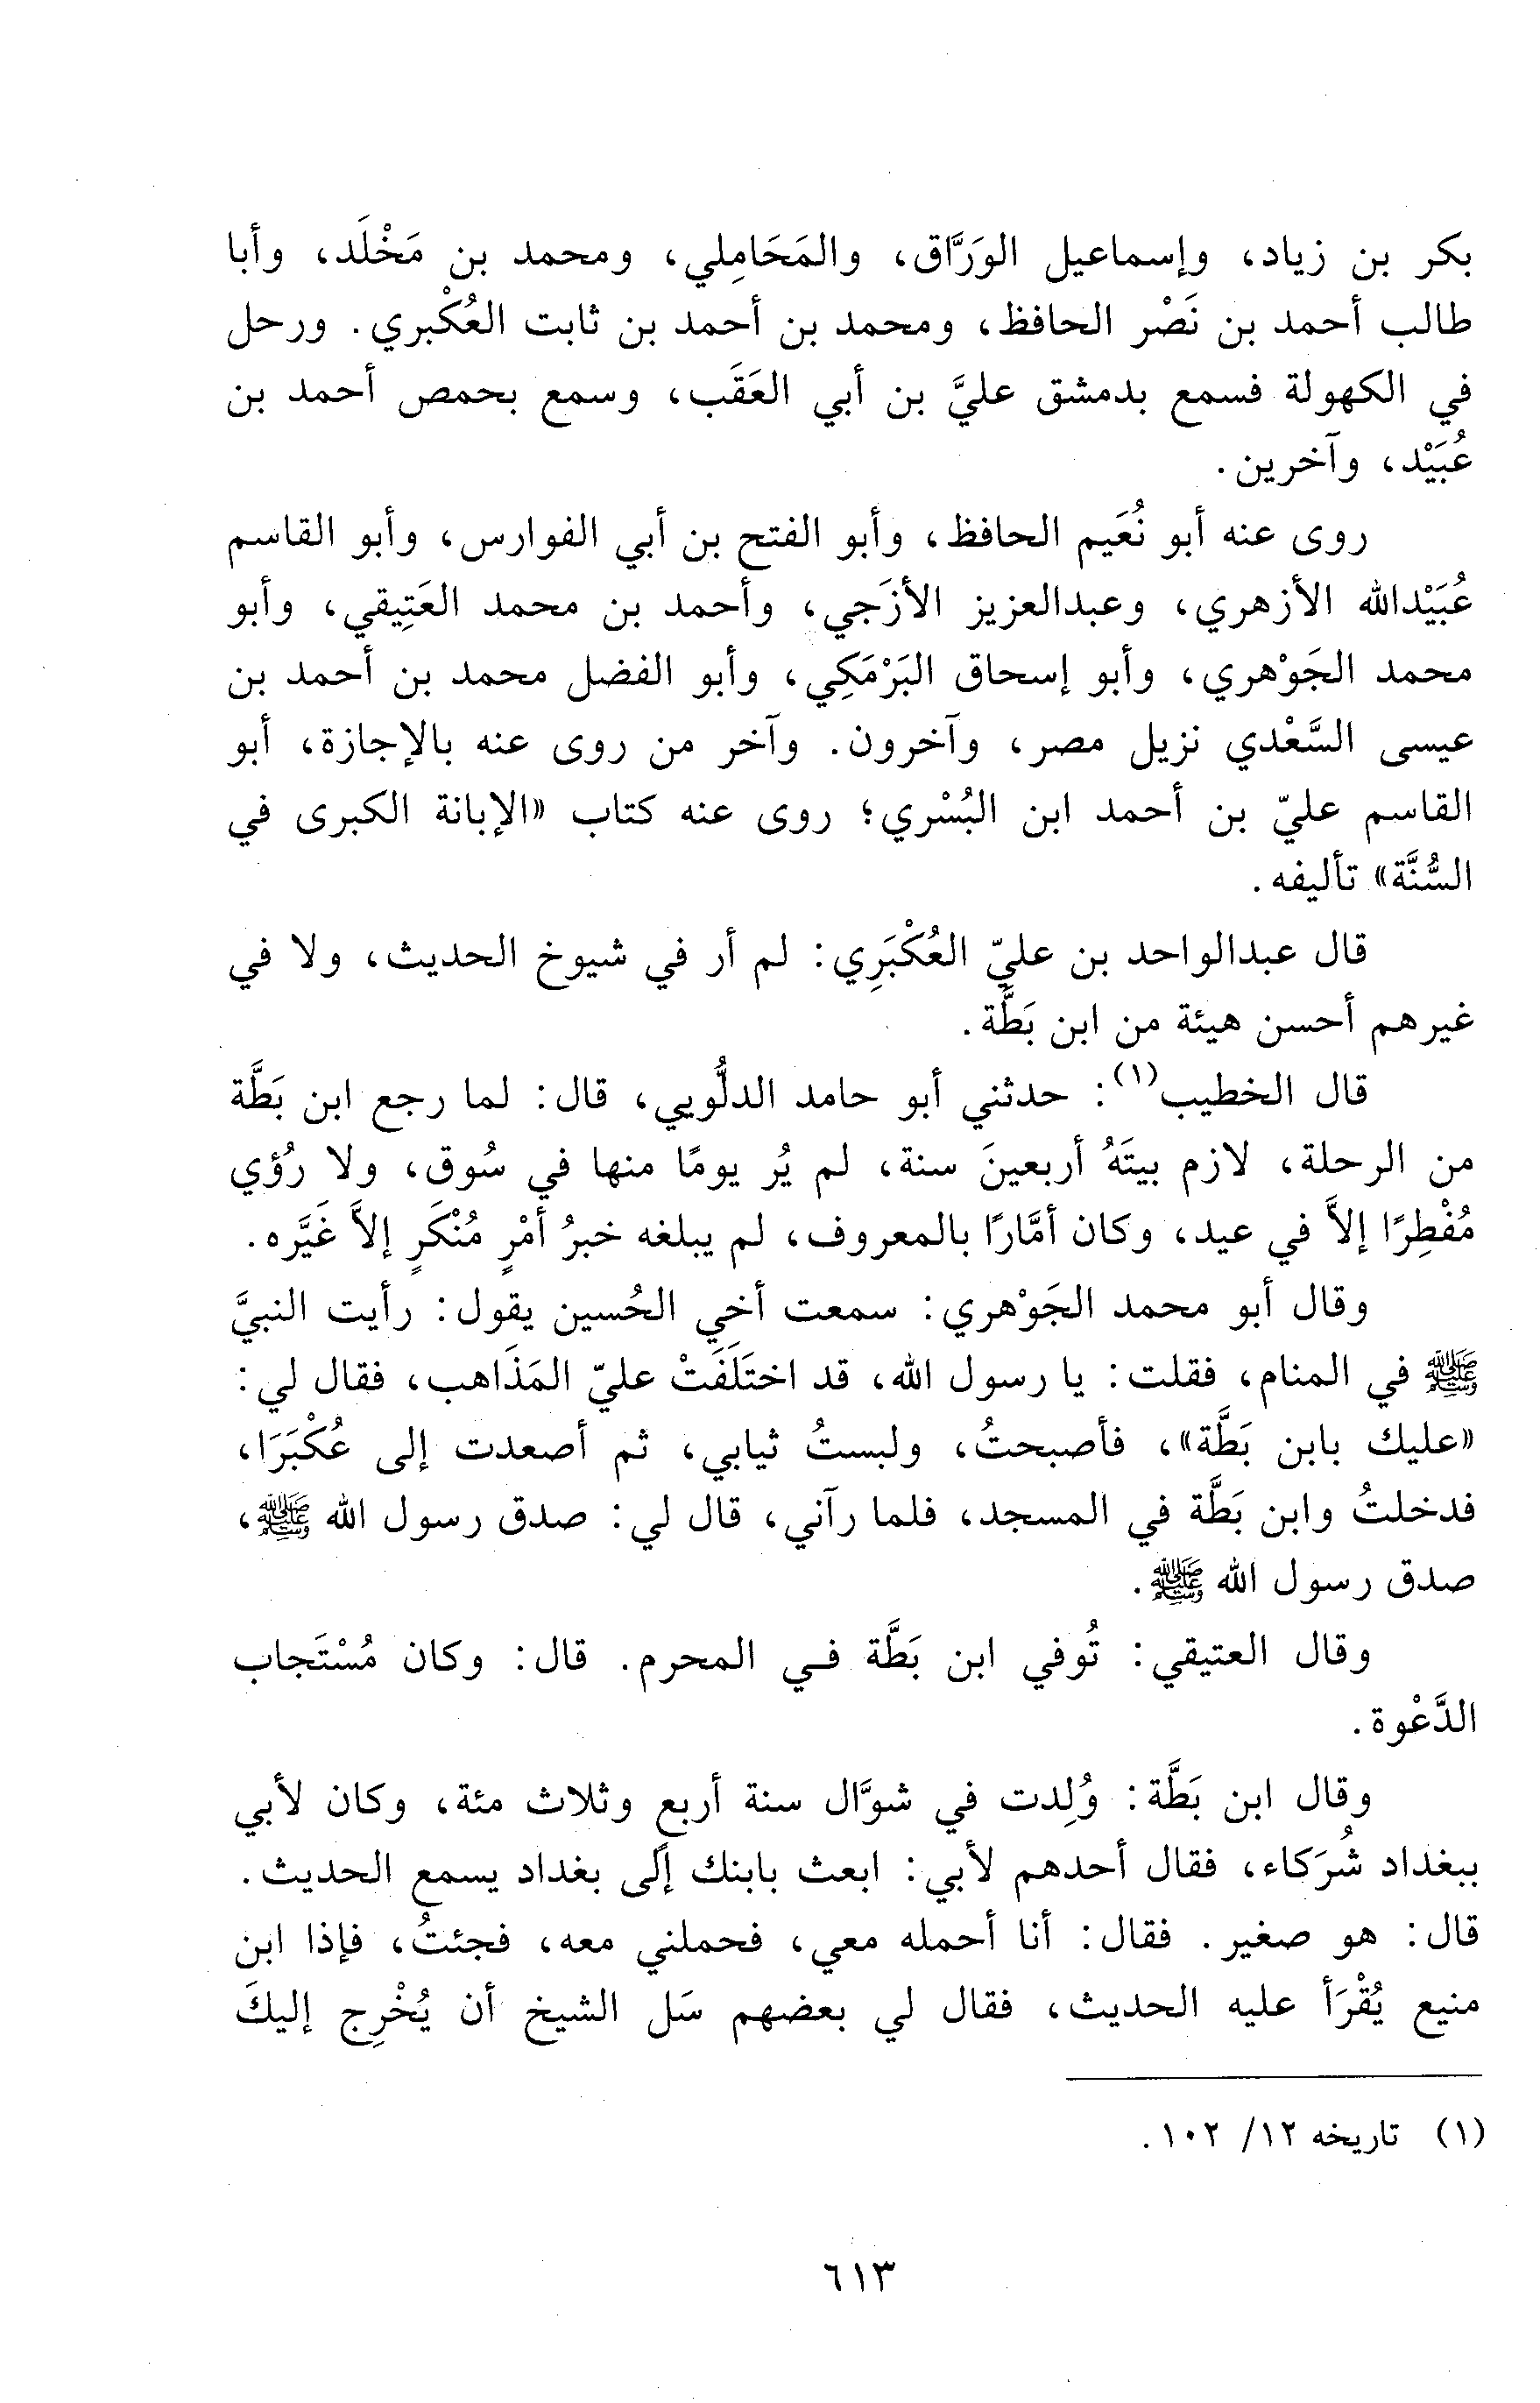 بكر بن زياد، وإسماعيل الوَرَّاق، والمَحَامِلي، ومحمد بن مَخْلَد، وأبا
طالب أحمد بن نَصْر الحافظ، ومحمد بن أحمد بن ثابت العُكْبري. ورحل
في الكهولة فسمع بدمشق عليَّ بن أبي العَقَب، وسمع بحمص أحمد بن
عُبَيْد، وآخرين.
روى عنه أبو نُعَيم الحافظ، وأبو الفتح بن أبي الفوارس، وأبو القاسم
عُبَيْدالله الأزهري، وعبدالعزيز الأزَجي، وأحمد بن محمد العَتِيقي، وأبو
محمد الجَوْهري، وأبو إسحاق البَرْمَكِي، وأبو الفضل محمد بن أحمد بن
عيسى السَّعْدي نزيل مصر، وآخرون. وآخر من روى عنه بالإجازة، أبو
القاسم عليّ بن أحمد ابن البُسْري؛ روى عنه كتاب «الإبانة الكبرى في
السُّنَّة» تأليفه.
قال عبدالواحد بن عليّ العُكْبَرِي: لم أر في شيوخ الحديث، ولا في
غيرهم أحسن هيئة من ابن بَطَّة.
قال الخطيب(١): حدثني أبو حامد الدلُّويي، قال: لما رجع ابن بَطَّة
من الرحلة، لازم بيتَهُ أربعينَ سنة، لم يُر يومًا منها في سُوق، ولا رُؤي
مُفْطِرًا إلاَّ في عيد، وكان أمَّارًا بالمعروف، لم يبلغه خبرُ أمْرٍ مُنْكَرٍ إلاَّ غَيَّره.
وقال أبو محمد الجَوْهري: سمعت أخي الحُسين يقول: رأيت النبيَّ
ﷺ في المنام، فقلت: يا رسول الله، قد اختَلَفَتْ عليّ المَذَاهب، فقال لي:
«عليك بابن بَطَّة»، فأصبحتُ، ولبستُ ثيابي، ثم أصعدت إلى عُكْبَرَا،
فدخلتُ وابن بَطَّة في المسجد، فلما رآني، قال لي: صدق رسول الله ﷺ،
صدق رسول الله ﷺ.
وقال العتيقي: تُوفي ابن بَطَّة في المحرم. قال: وكان مُسْتَجاب
الدَّعْوة.
وقال ابن بَطَّة: وُلِدت في شوَّال سنة أربع وثلاث مئة، وكان لأبي
ببغداد شُرَكاء، فقال أحدهم لأبي: ابعث بابنك إلى بغداد يسمع الحديث.
قال: هو صغير. فقال: أنا أحمله معي، فحملني معه، فجئتُ، فإذا ابن
منيع يُقْرَأ عليه الحديث، فقال لي بعضهم سَل الشيخ أن يُخْرِج إليكَ
(١) تاريخه ١٢/ ١٠٢.
٦١٣